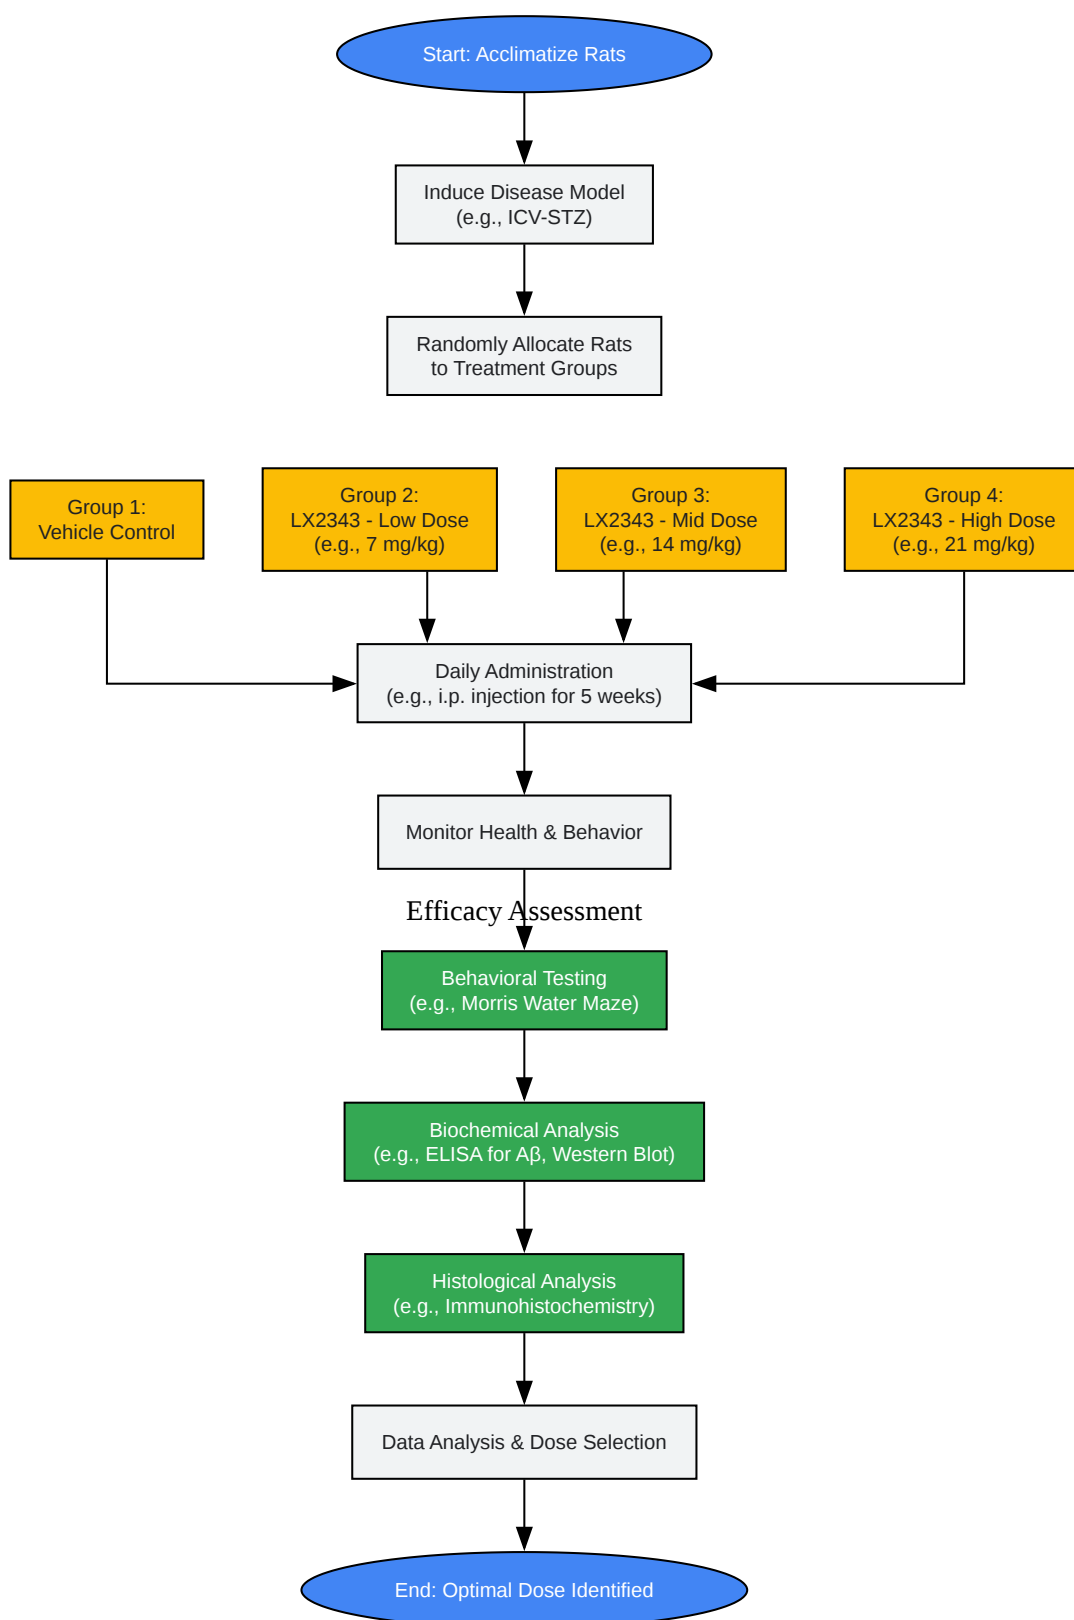 Start: Acclimatize Rats
Induce Disease Model
(e.g., ICV-STZ)
Randomly Allocate Rats
to Treatment Groups
Group 1:
Vehicle Control
Group 2:
LX2343 - Low Dose
(e.g., 7 mg/kg)
Group 3:
LX2343 - Mid Dose
(e.g., 14 mg/kg)
Group 4:
LX2343 - High Dose
(e.g., 21 mg/kg)
Daily Administration
(e.g., i.p. injection for 5 weeks)
Monitor Health & Behavior
Efficacy Assessment
Behavioral Testing
(e.g., Morris Water Maze)
Biochemical Analysis
(e.g., ELISA for Aβ, Western Blot)
Histological Analysis
(e.g., Immunohistochemistry)
Data Analysis & Dose Selection
End: Optimal Dose Identified